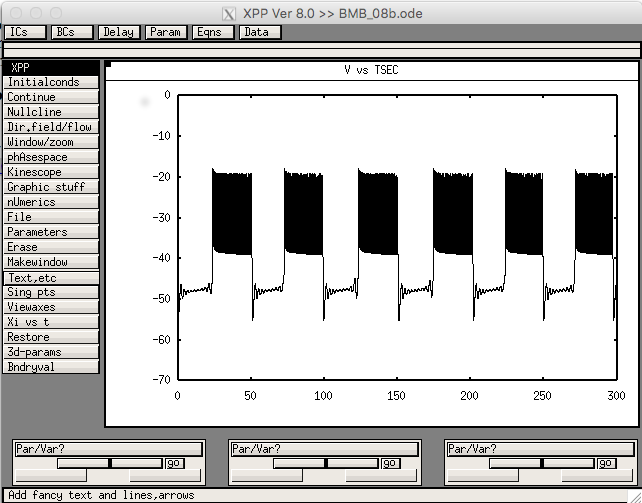 XPP Ver 8.0 >> BMB_08b.ode
ICs BCs Delay Param Eqns Data
XPP
Initialconds
Continue
Nullcline
Dir.field/flow
Window/zoom
phAsespace
Kinescope
Graphic stuff
nUmerics
File
Parameters
Erase
Makewindow
Text,etc
Sing pts
Viewaxes
Xi vs t
Restore
3d-params
Bndryval
V vs TSEC
0
-10
-20
-30
-40
-50
-60
-70
0 50 100 150 200 250 300
Par/Var? Par/Var? Par/Var?
go go go
Add fancy text and lines,arrows